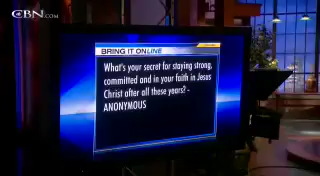 CBN.com
BRING IT ONLINE
What's your secret for staying strong,
committed and in your faith in Jesus
Christ after all these years? -
ANONYMOUS